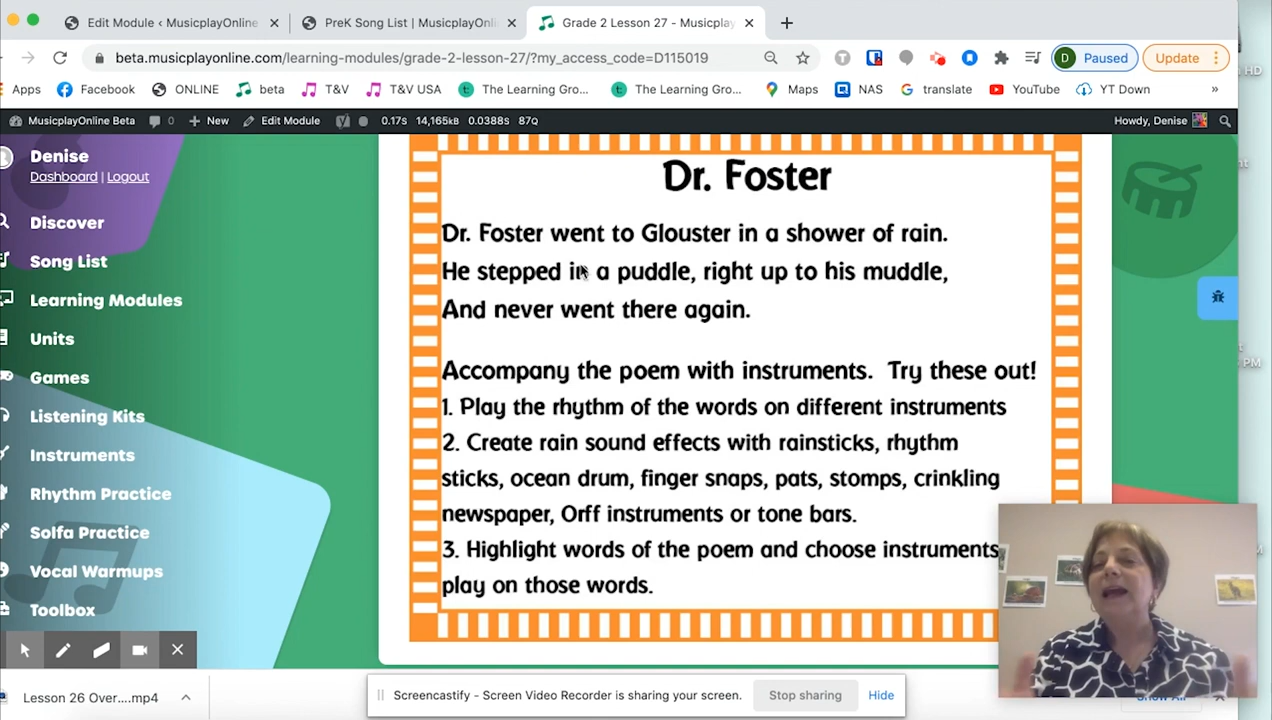 Edit Module ‹ MusicplayOnline
PreK Song List | MusicplayOnli
Grade 2 Lesson 27 - Musicplay
beta.musicplayonline.com/learning-modules/grade-2-lesson-27/?my_access_code=D115019
D Paused
Update
Apps Facebook ONLINE beta T&V T&V USA The Learning Gro... The Learning Gro... Maps NAS translate YouTube YT Down »
MusicplayOnline Beta 0 New Edit Module 0.17s 14,165kB 0.0388s 87Q Howdy, Denise
Denise
Dashboard | Logout
Discover
Song List
Learning Modules
Units
Games
Listening Kits
Instruments
Rhythm Practice
Solfa Practice
Vocal Warmups
Toolbox
Dr. Foster
Dr. Foster went to Glouster in a shower of rain.
He stepped in a puddle, right up to his muddle,
And never went there again.
Accompany the poem with instruments. Try these out!
1. Play the rhythm of the words on different instruments
2. Create rain sound effects with rainsticks, rhythm
sticks, ocean drum, finger snaps, pats, stomps, crinkling
newspaper, Orff instruments or tone bars.
3. Highlight words of the poem and choose instruments
play on those words.
HD
PM
Lesson 26 Over....mp4
Screencastify - Screen Video Recorder is sharing your screen.
Stop sharing
Hide